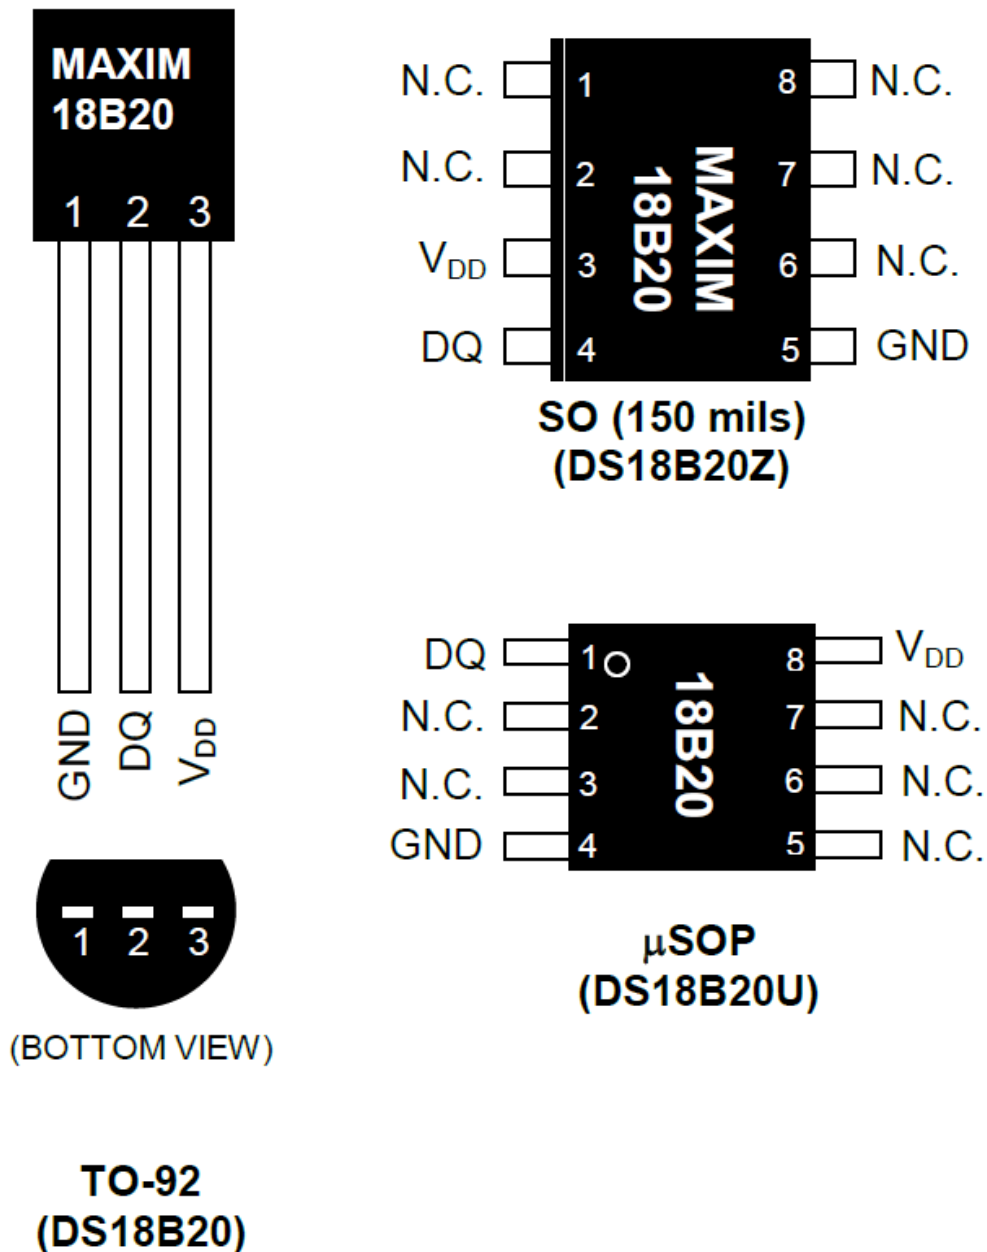 MAXIM
18B20
1 2 3
GND DQ VDD
1 2 3
(BOTTOM VIEW)
TO-92
(DS18B20)
N.C. 1 8 N.C.
N.C. 2 7 N.C.
VDD 3 6 N.C.
DQ 4 5 GND
MAXIM
18B20
SO (150 mils)
(DS18B20Z)
DQ 1 8 VDD
N.C. 2 7 N.C.
N.C. 3 6 N.C.
GND 4 5 N.C.
18B20
μSOP
(DS18B20U)